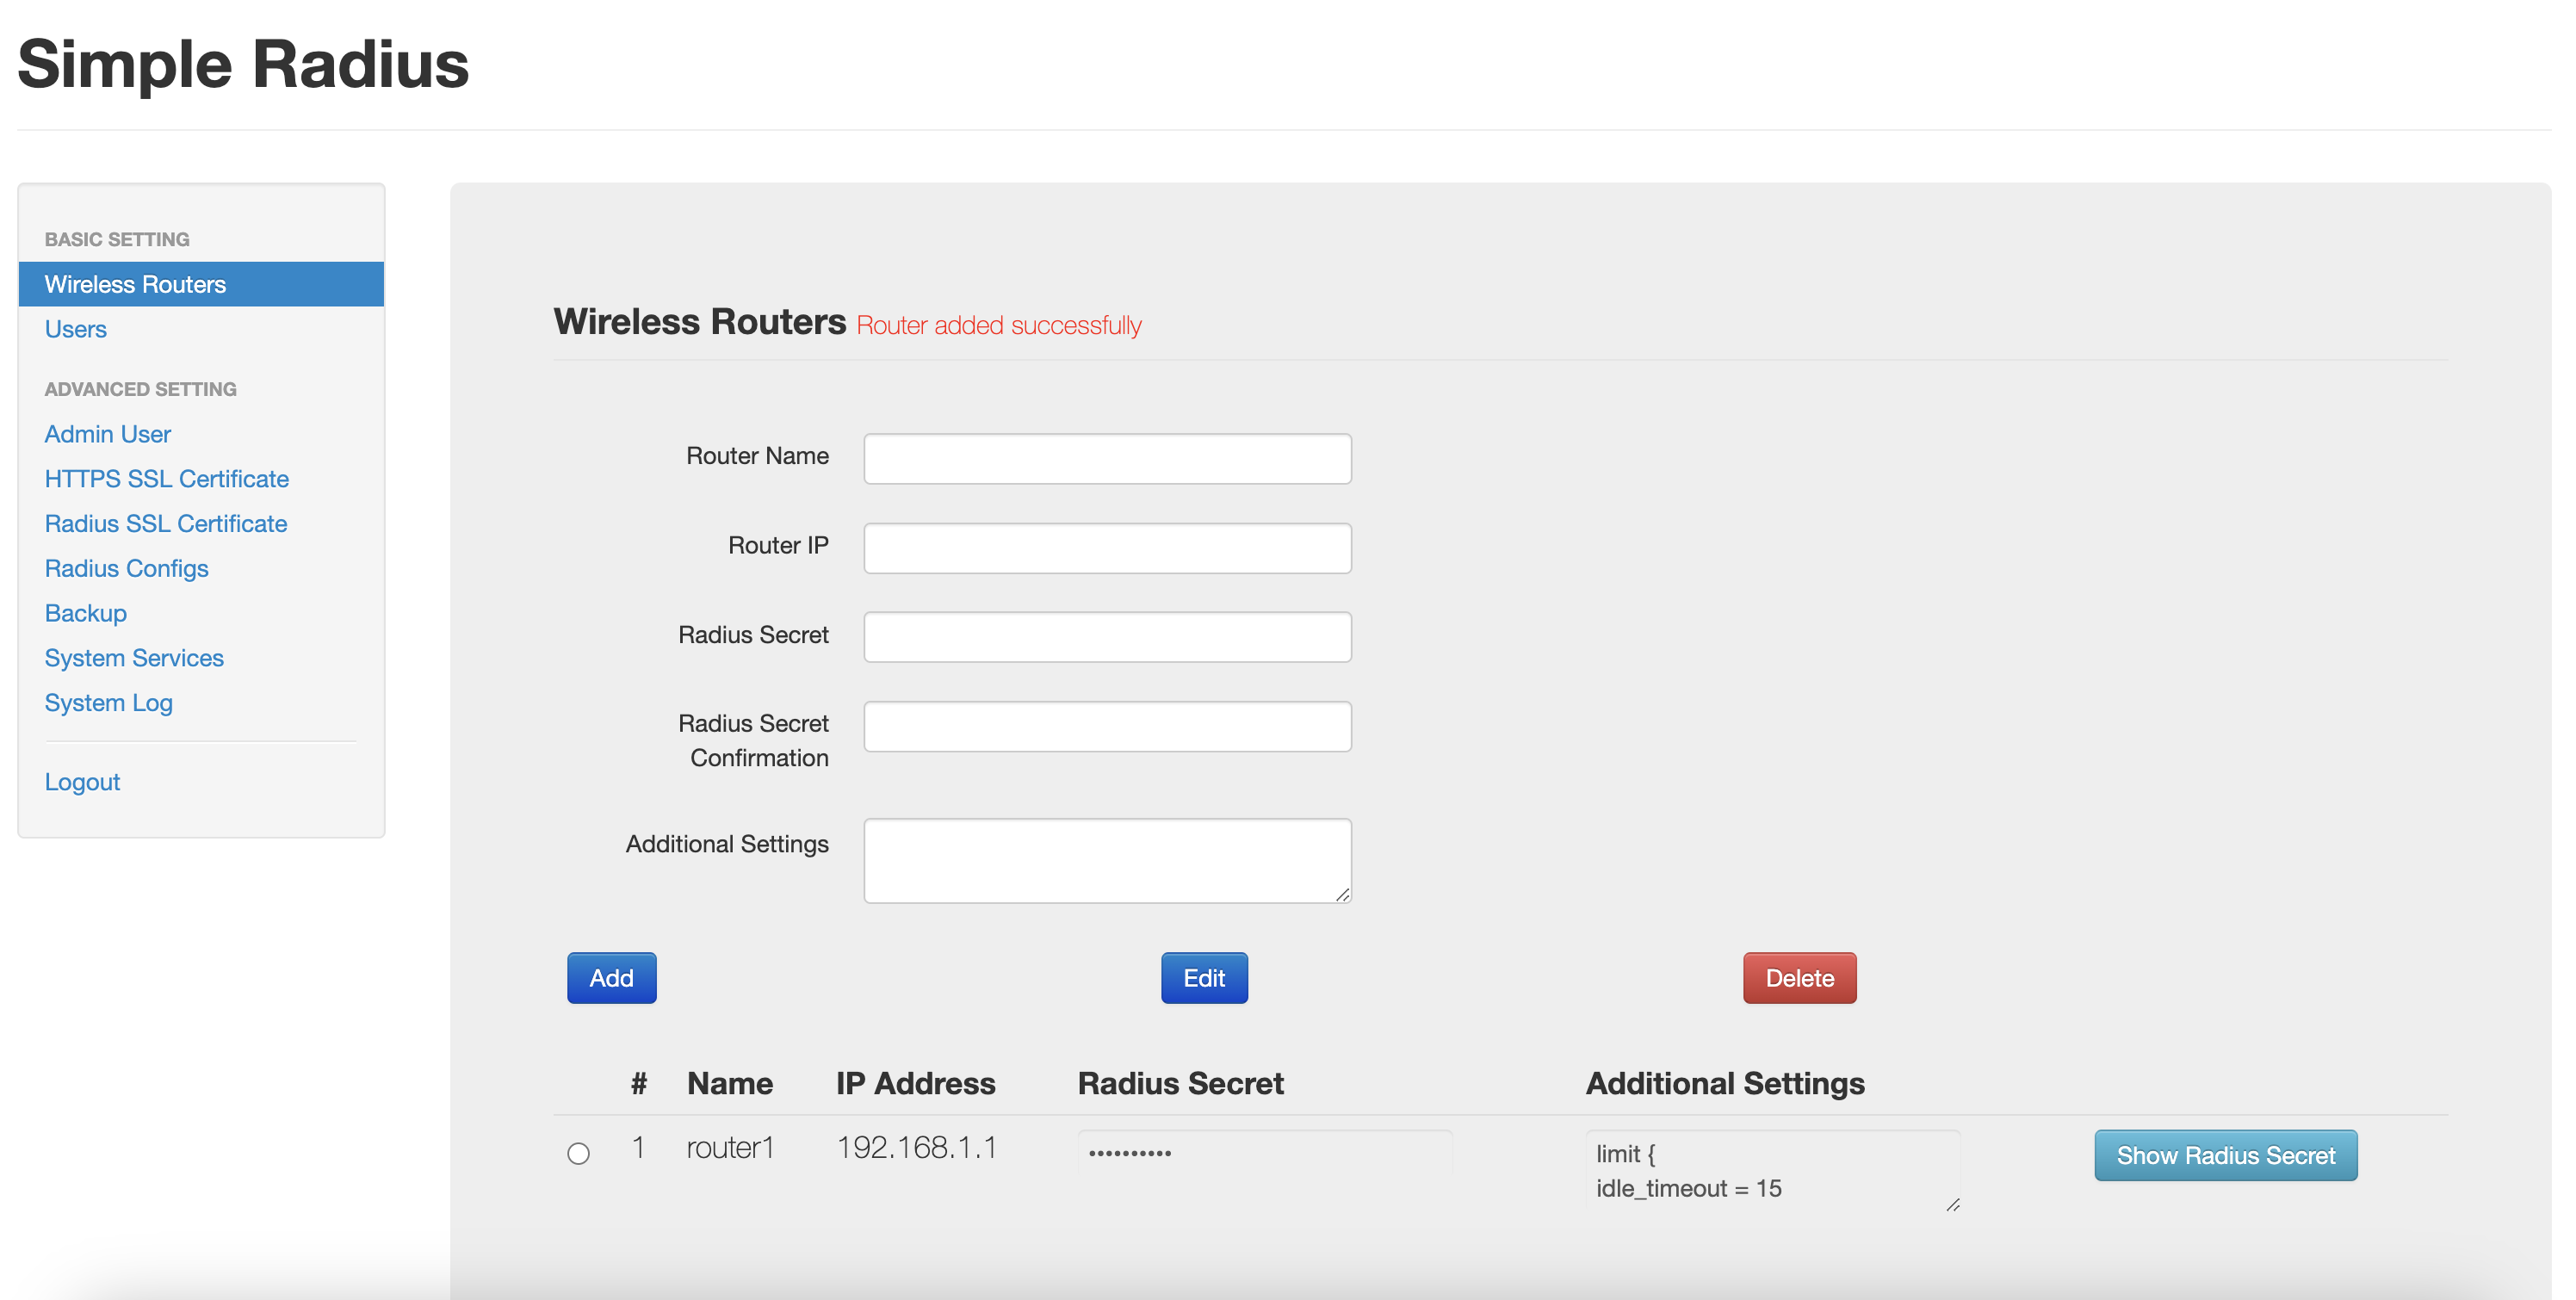 Simple Radius
BASIC SETTING
Wireless Routers
Users
ADVANCED SETTING
Admin User
HTTPS SSL Certificate
Radius SSL Certificate
Radius Configs
Backup
System Services
System Log
Logout
Wireless Routers Router added successfully
Router Name
Router IP
Radius Secret
Radius Secret
Confirmation
Additional Settings
Add Edit Delete
# Name IP Address Radius Secret Additional Settings
1 router1 192.168.1.1 •••••••••• limit { Show Radius Secret
idle_timeout = 15